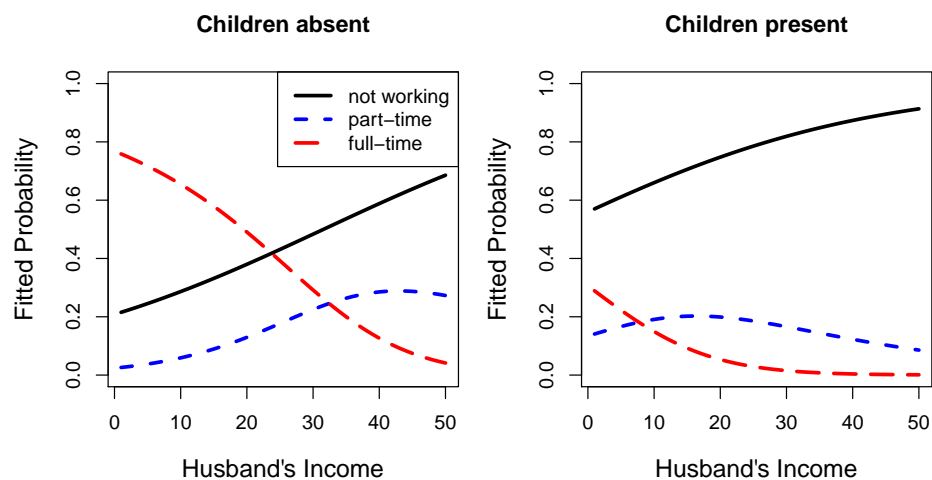 Children absent
Fitted Probability
0.0 0.2 0.4 0.6 0.8 1.0
not working
part−time
full−time
0 10 20 30 40 50
Husband's Income
Children present
Fitted Probability
0.0 0.2 0.4 0.6 0.8 1.0
0 10 20 30 40 50
Husband's Income